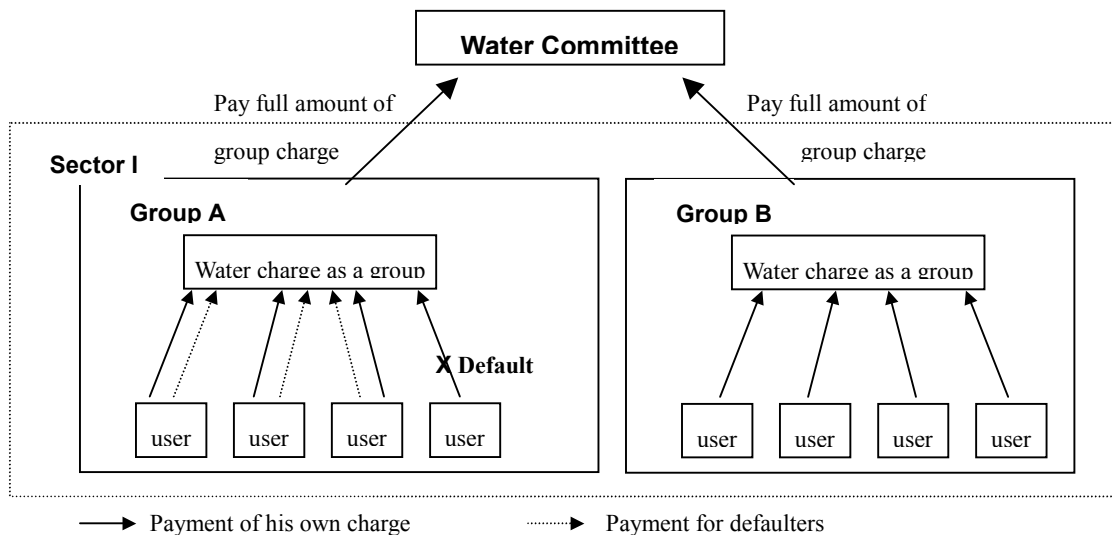 Water Committee
Pay full amount of
group charge
Pay full amount of
group charge
Sector I
Group A
Water charge as a group
X Default
user
user
user
user
Group B
Water charge as a group
user
user
user
user
Payment of his own charge
Payment for defaulters